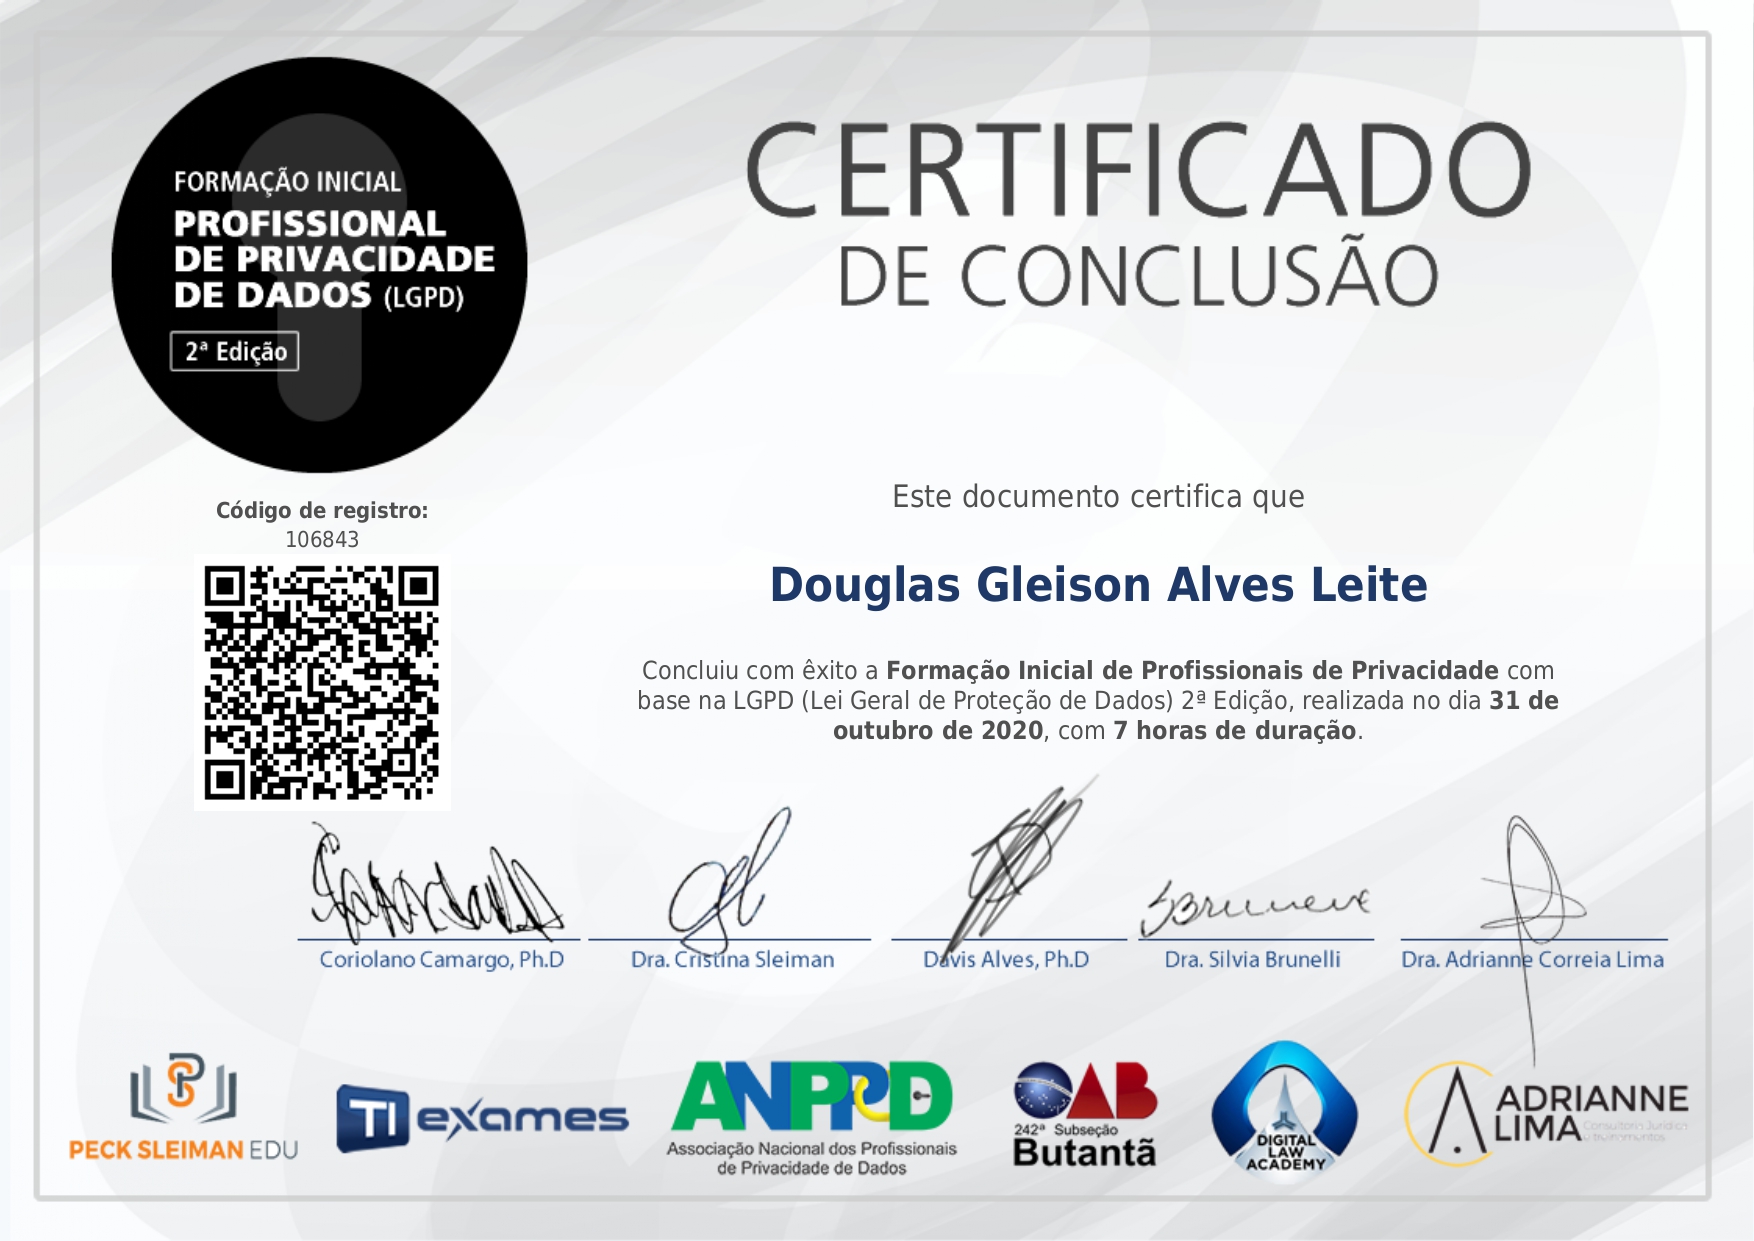 FORMAÇÃO INICIAL
PROFISSIONAL
DE PRIVACIDADE
DE DADOS (LGPD)
2ª Edição
CERTIFICADO
DE CONCLUSÃO
Código de registro:
106843
Este documento certifica que
Douglas Gleison Alves Leite
Concluiu com êxito a Formação Inicial de Profissionais de Privacidade com
base na LGPD (Lei Geral de Proteção de Dados) 2ª Edição, realizada no dia 31 de
outubro de 2020, com 7 horas de duração.
Coriolano Camargo, Ph.D
Dra. Cristina Sleiman
Davis Alves, Ph.D
Dra. Silvia Brunelli
Dra. Adrianne Correia Lima
PECK SLEIMAN EDU
TI exames
ANPPD
Associação Nacional dos Profissionais
de Privacidade de Dados
OAB
242ª Subseção
Butantã
DIGITAL
LAW
ACADEMY
ADRIANNE
LIMA
Consultoria Jurídica